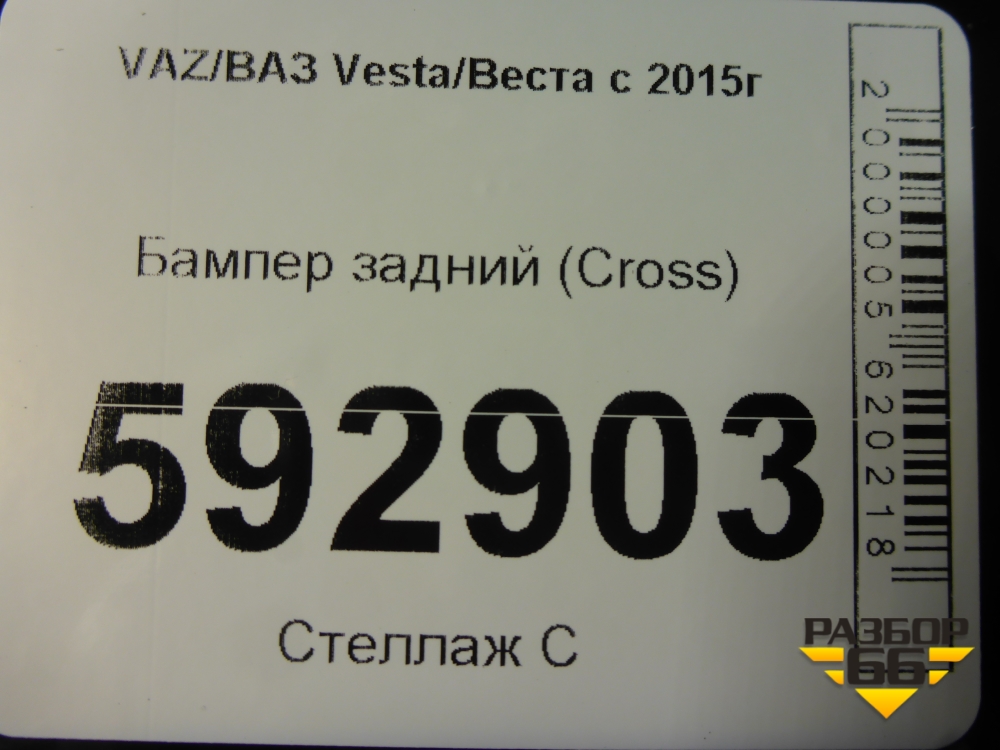 VAZ/ВАЗ Vesta/Веста с 2015г
Бампер задний (Cross)
592903
Стеллаж С
2000005620218
РАЗБОР
66